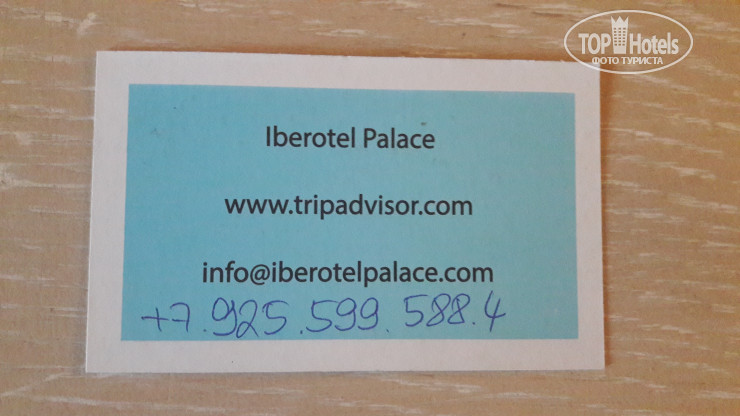 TOP Hotels
ФОТО ТУРИСТА
Iberotel Palace
www.tripadvisor.com
info@iberotelpalace.com
+7.925.599.588.4